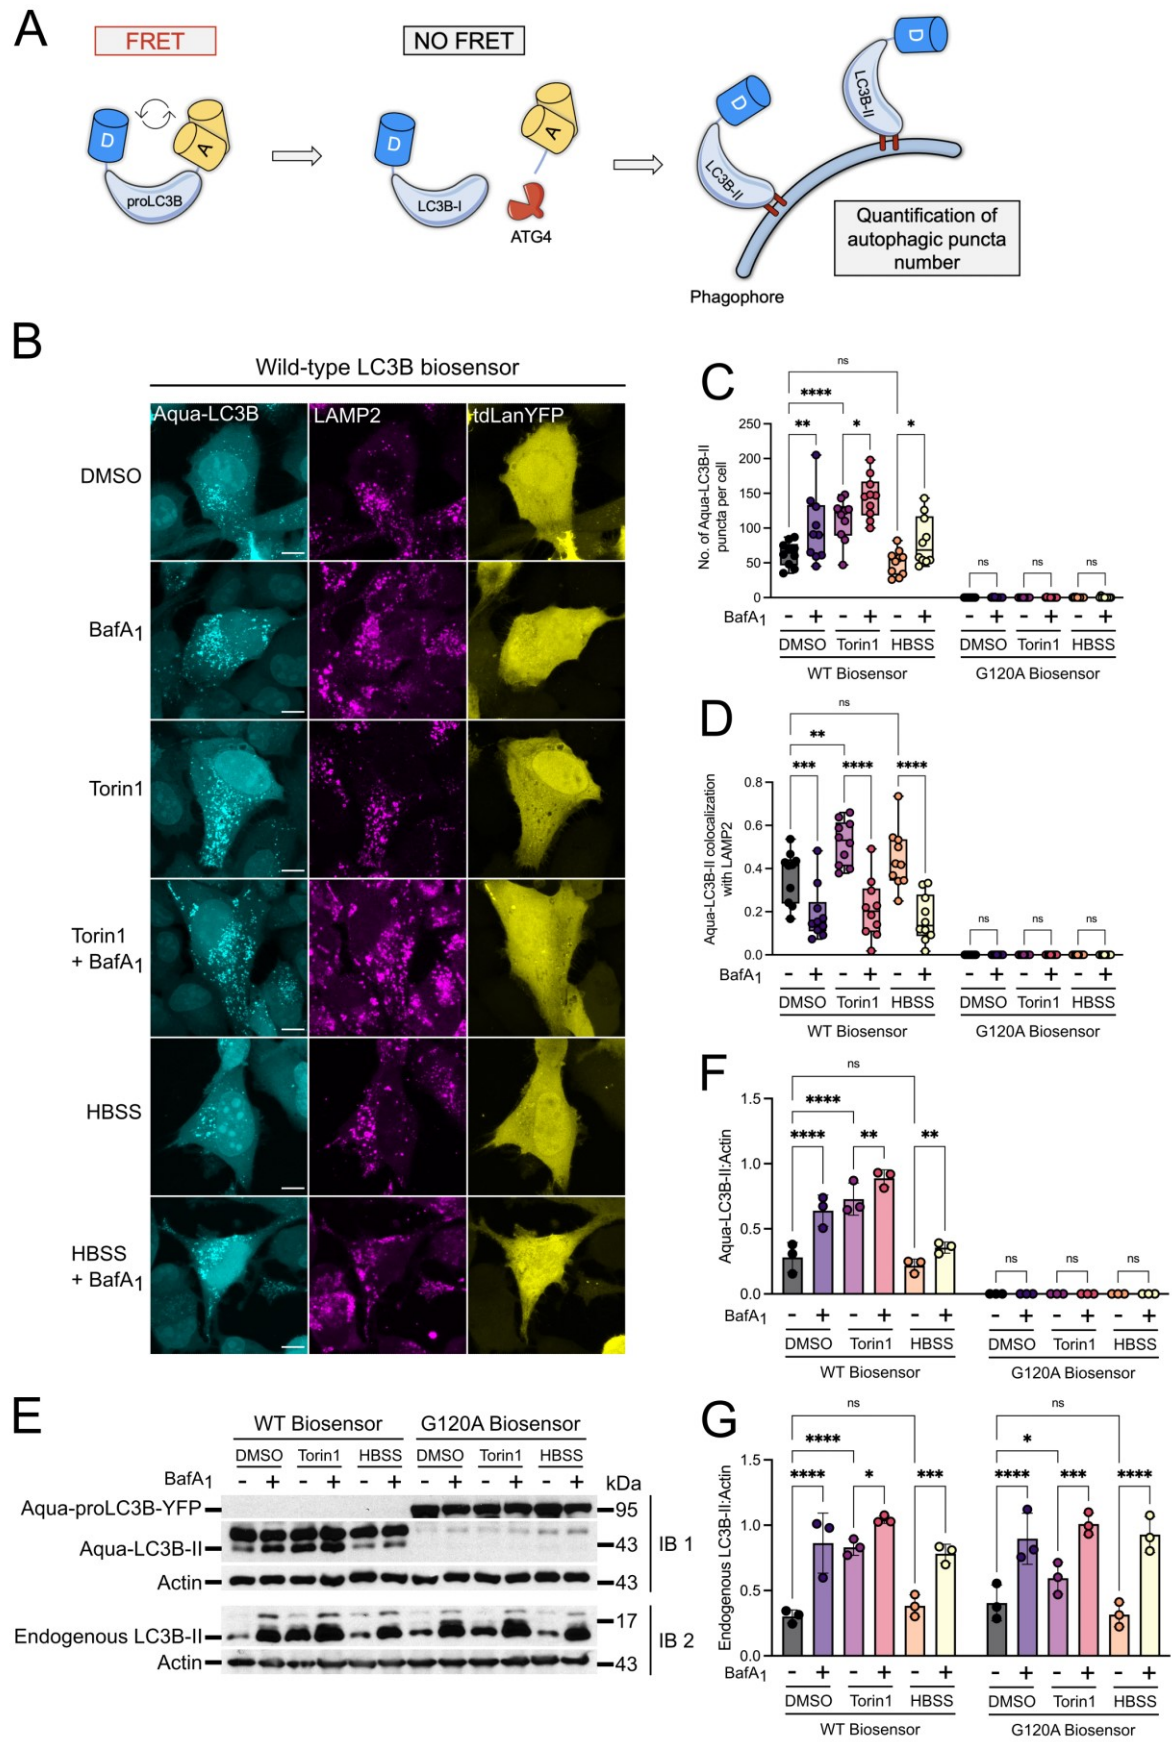 A
FRET
NO FRET
D
A
proLC3B
D
LC3B-I
A
ATG4
D
LC3B-II
D
LC3B-II
Phagophore
Quantification of
autophagic puncta
number
B
Wild-type LC3B biosensor
Aqua-LC3B LAMP2 tdLanYFP
DMSO
BafA1
Torin1
Torin1
+ BafA1
HBSS
HBSS
+ BafA1
C
ns
****
** * *
No. of Aqua-LC3B-II
puncta per cell
250
200
150
100
50
0
ns ns ns
BafA1 - + - + - + - + - + - +
DMSO Torin1 HBSS DMSO Torin1 HBSS
WT Biosensor G120A Biosensor
D
ns
**
*** **** ****
Aqua-LC3B-II colocalization
with LAMP2
0.8
0.6
0.4
0.2
0.0
ns ns ns
BafA1 - + - + - + - + - + - +
DMSO Torin1 HBSS DMSO Torin1 HBSS
WT Biosensor G120A Biosensor
F
ns
****
**** ** **
Aqua-LC3B-II:Actin
1.5
1.0
0.5
0.0
ns ns ns
BafA1 - + - + - + - + - + - +
DMSO Torin1 HBSS DMSO Torin1 HBSS
WT Biosensor G120A Biosensor
E
WT Biosensor G120A Biosensor
DMSO Torin1 HBSS DMSO Torin1 HBSS
BafA1 - + - + - + - + - + - + kDa
Aqua-proLC3B-YFP 95
Aqua-LC3B-II 43 IB 1
Actin 43
17
Endogenous LC3B-II IB 2
Actin 43
G
ns ns
**** *
**** * *** **** *** ****
Endogenous LC3B-II:Actin
1.5
1.0
0.5
0.0
BafA1 - + - + - + - + - + - +
DMSO Torin1 HBSS DMSO Torin1 HBSS
WT Biosensor G120A Biosensor